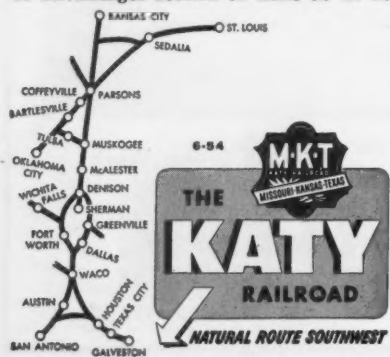 KANSAS CITY
ST. LOUIS
SEDALIA
COFFEYVILLE
PARSONS
BARTLESVILLE
TULSA
MUSKOGEE
OKLAHOMA
CITY
McALESTER
WICHITA
FALLS
DENISON
SHERMAN
GREENVILLE
FORT
WORTH
DALLAS
WACO
AUSTIN
HOUSTON
TEXAS CITY
SAN ANTONIO
GALVESTON
6-54
M-K-T
KATY RAILROAD
MISSOURI-KANSAS-TEXAS
THE
KATY
RAILROAD
NATURAL ROUTE SOUTHWEST